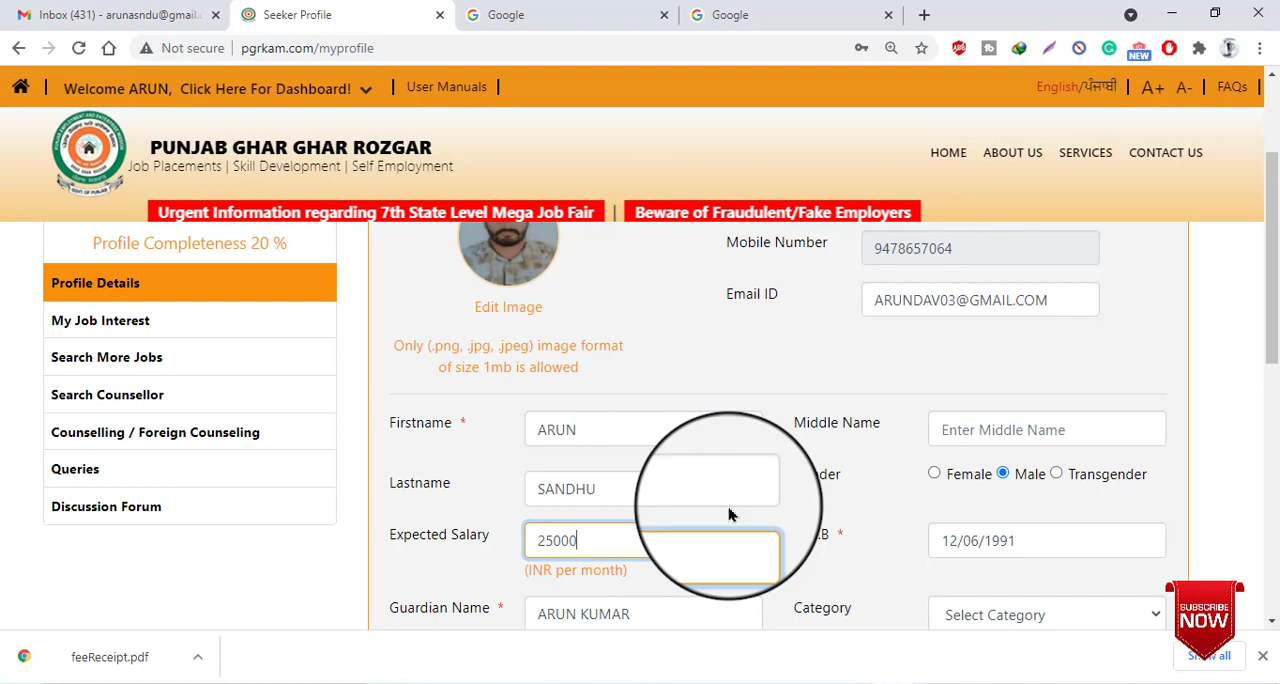 Inbox (431) - arunasndu@gmail.c
Seeker Profile
Google
Google
Not secure | pgrkam.com/myprofile
NEW
Welcome ARUN, Click Here For Dashboard!
User Manuals
English/ਪੰਜਾਬੀ
A+
A-
FAQs
PUNJAB GHAR GHAR ROZGAR
Job Placements | Skill Development | Self Employment
HOME
ABOUT US
SERVICES
CONTACT US
Urgent Information regarding 7th State Level Mega Job Fair | Beware of Fraudulent/Fake Employers
Profile Completeness 20 %
Profile Details
My Job Interest
Search More Jobs
Search Counsellor
Counselling / Foreign Counseling
Queries
Discussion Forum
Edit Image
Only (.png, .jpg, .jpeg) image format
of size 1mb is allowed
Mobile Number
9478657064
Email ID
ARUNDAV03@GMAIL.COM
Firstname *
ARUN
Middle Name
Enter Middle Name
Lastname
SANDHU
der
Female Male Transgender
Expected Salary
25000
(INR per month)
.B *
12/06/1991
Guardian Name *
ARUN KUMAR
Category
Select Category
SUBSCRIBE
NOW
feeReceipt.pdf
Show all